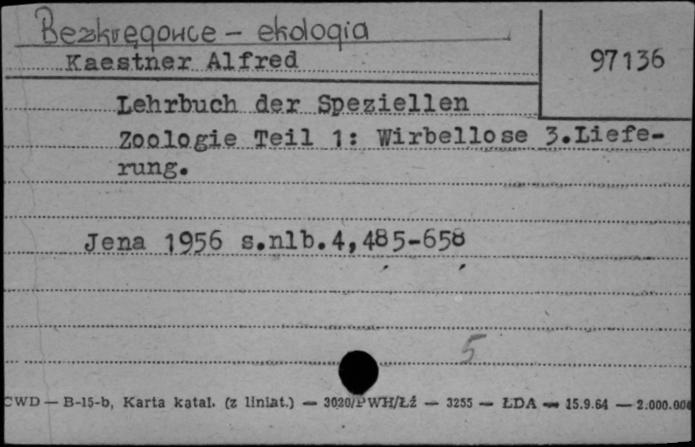 Bezkręgowce - ekologia
Kaestner Alfred
97136
Lehrbuch der Speziellen
Zoologie Teil 1: Wirbellose 3.Liefe-
rung.
Jena 1956 s.nlb.4,485-658
5
CWD — B-15-b, Karta katal. (z liniat.) — 3020/PWH/Łź — 3255 — ŁDA — 15.9.64 — 2.000.000